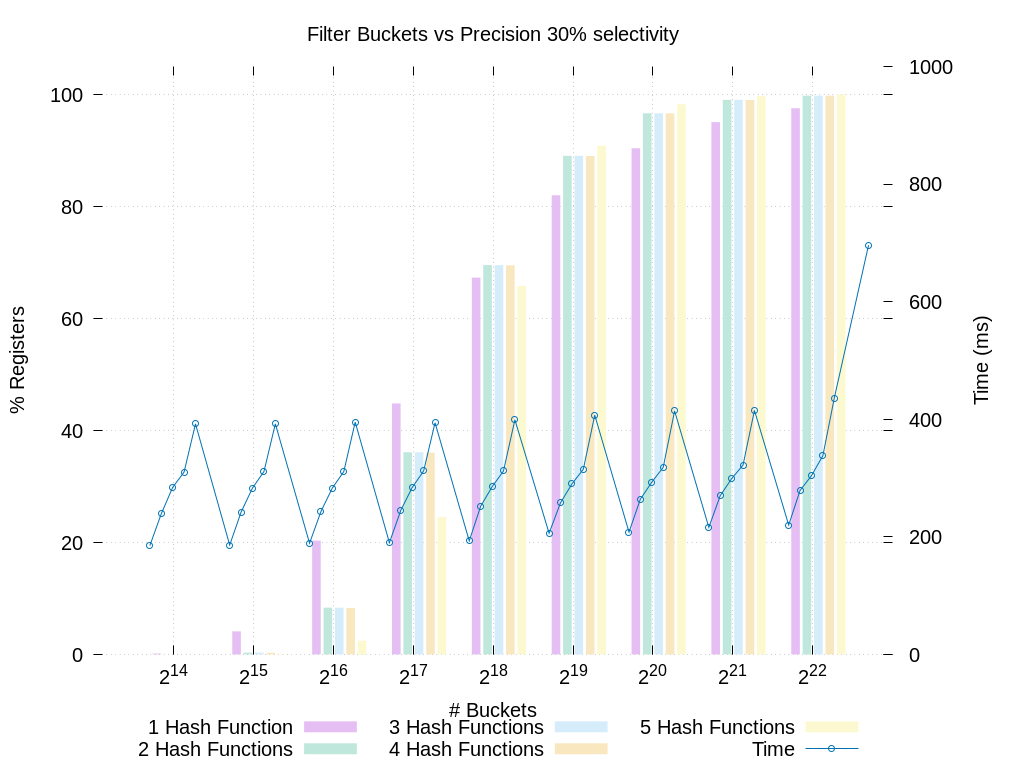 Filter Buckets vs Precision 30% selectivity
1000
100
800
80
600
60
% Registers
Time (ms)
400
40
200
20
0
0
2^14 2^15 2^16 2^17 2^18 2^19 2^20 2^21 2^22
# Buckets
1 Hash Function 3 Hash Functions 5 Hash Functions
2 Hash Functions 4 Hash Functions Time